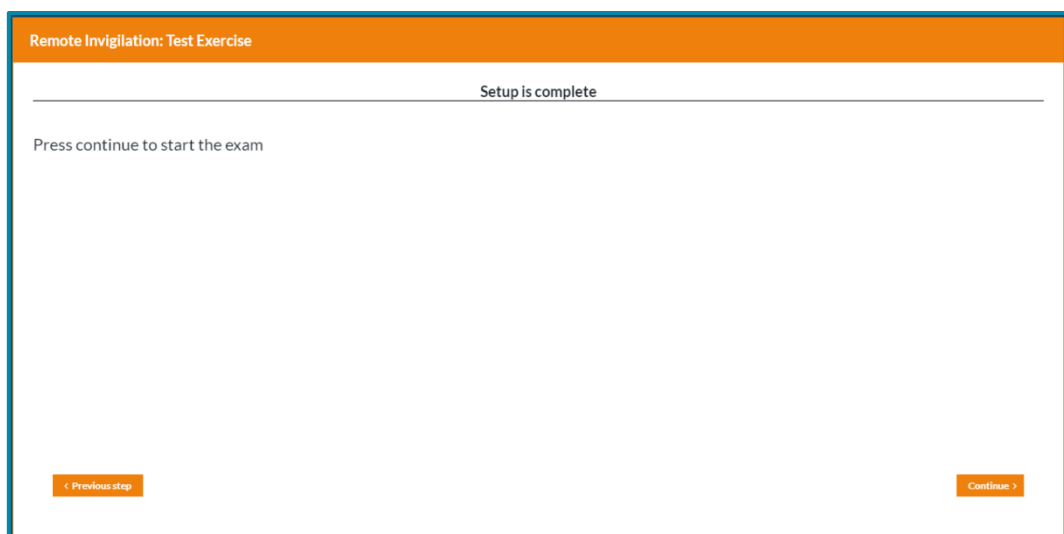 Remote Invigilation: Test Exercise
Setup is complete
Press continue to start the exam
< Previous step
Continue >